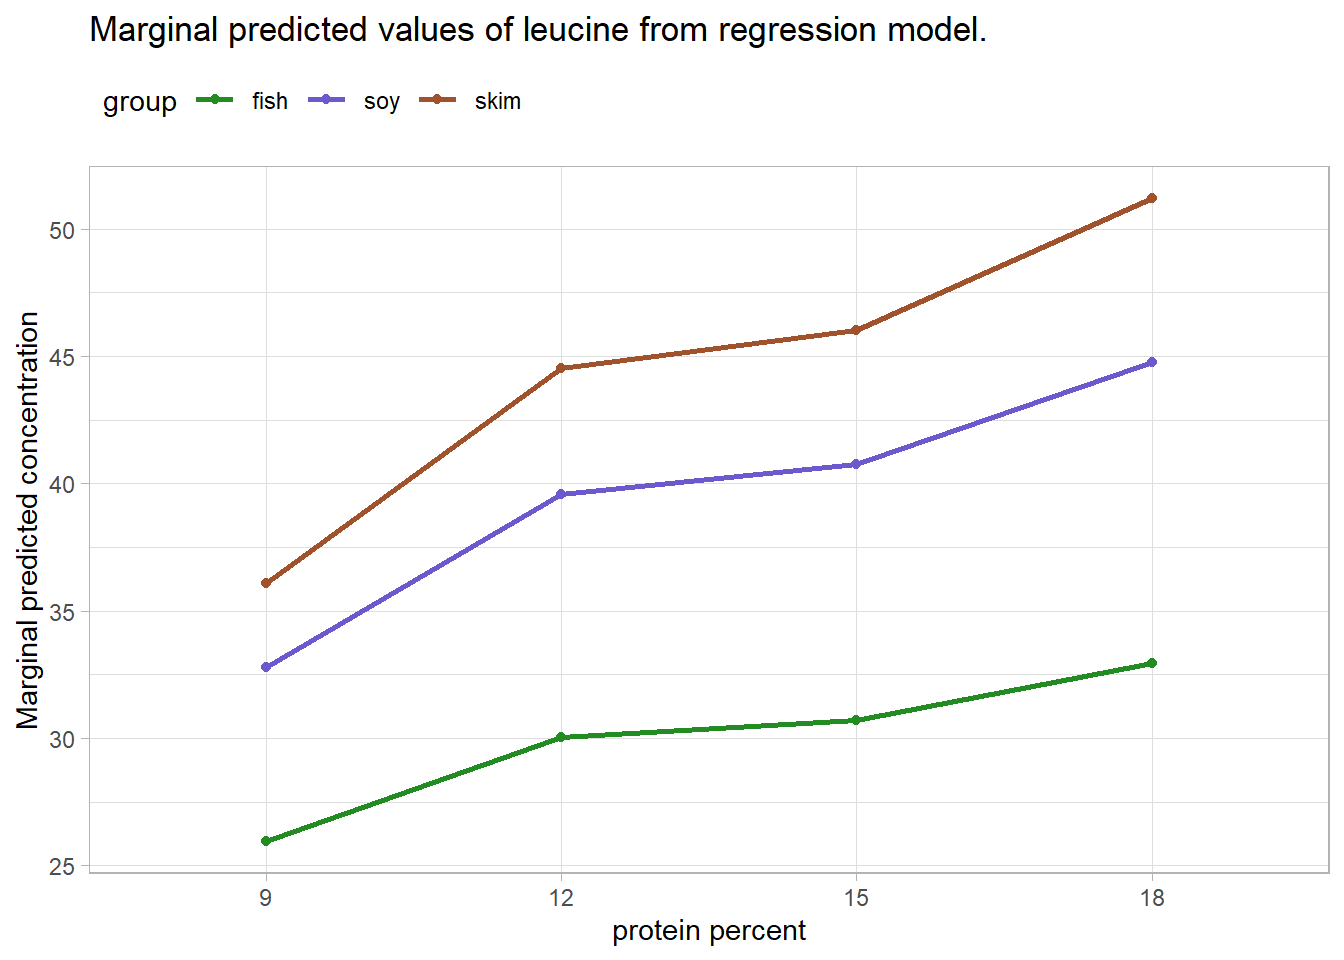 Marginal predicted values of leucine from regression model.
group fish soy skim
Marginal predicted concentration
50
45
40
35
30
25
9 12 15 18
protein percent